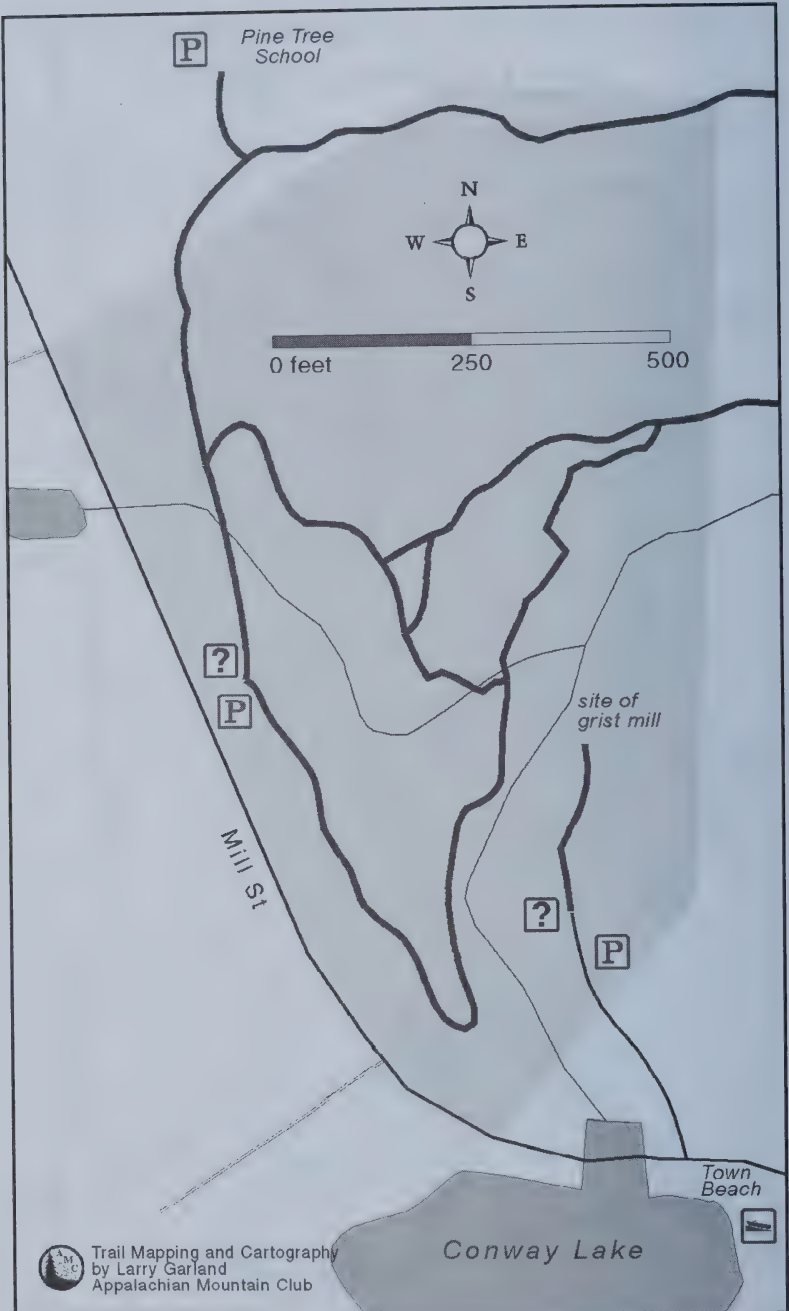 P
Pine Tree
School
N
W E
S
0 feet 250 500
?
P
site of
grist mill
Mill St
?
P
Town
Beach
Conway Lake
AMC
Trail Mapping and Cartography
by Larry Garland
Appalachian Mountain Club